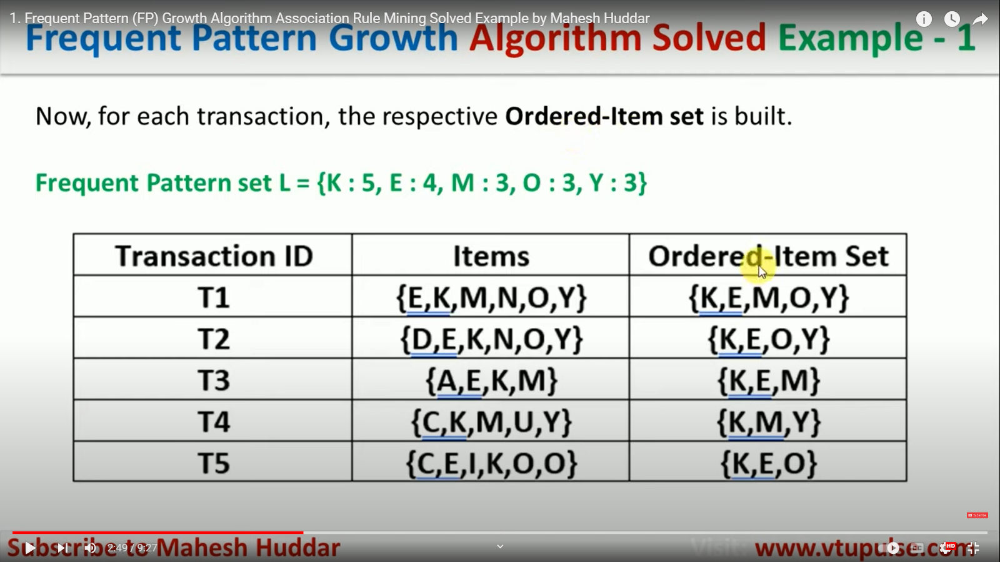 1. Frequent Pattern (FP) Growth Algorithm Association Rule Mining Solved Example by Mahesh Huddar
Frequent Pattern Growth Algorithm Solved Example - 1
Now, for each transaction, the respective Ordered-Item set is built.
Frequent Pattern set L = {K : 5, E : 4, M : 3, O : 3, Y : 3}
Transaction ID Items Ordered-Item Set
T1 {E,K,M,N,O,Y} {K,E,M,O,Y}
T2 {D,E,K,N,O,Y} {K,E,O,Y}
T3 {A,E,K,M} {K,E,M}
T4 {C,K,M,U,Y} {K,M,Y}
T5 {C,E,I,K,O,O} {K,E,O}
Subscribe
Subscribe to Mahesh Huddar Visit: www.vtupulse.com
2:49 / 9:27 CC HD